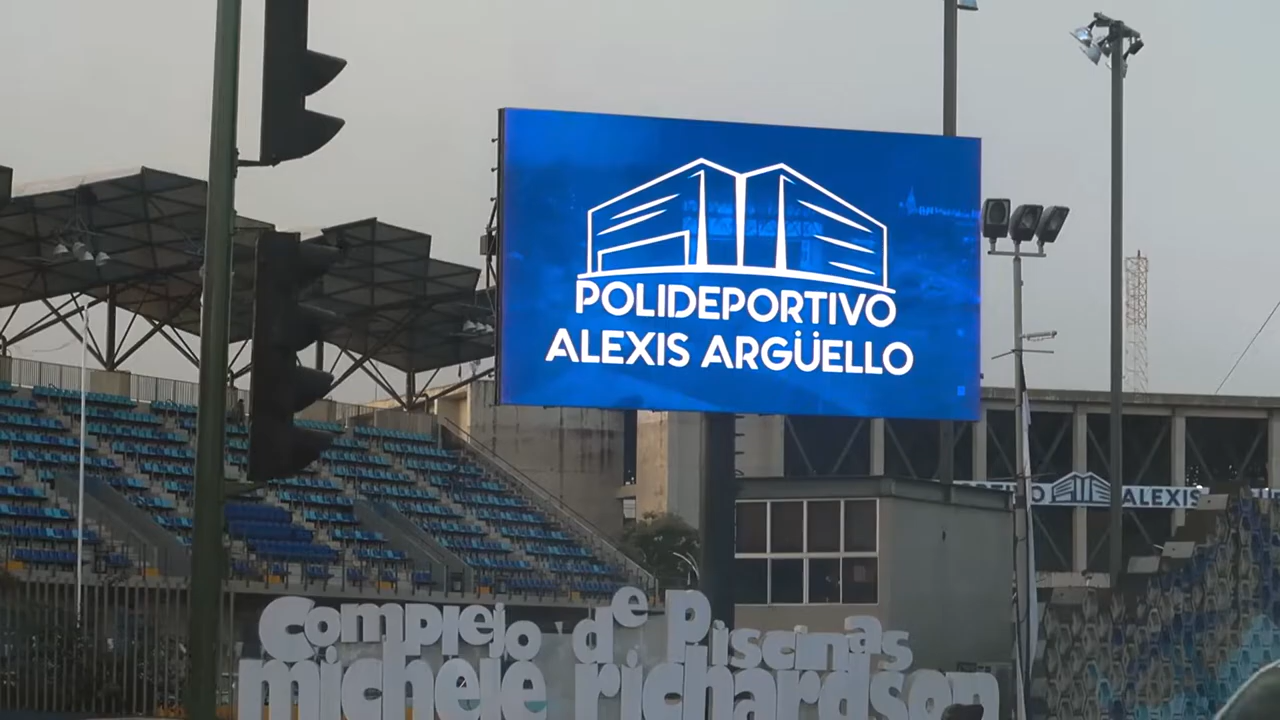 POLIDEPORTIVO
ALEXIS ARGÜELLO
ALEXIS
Complejo de Piscinas
michele richardson